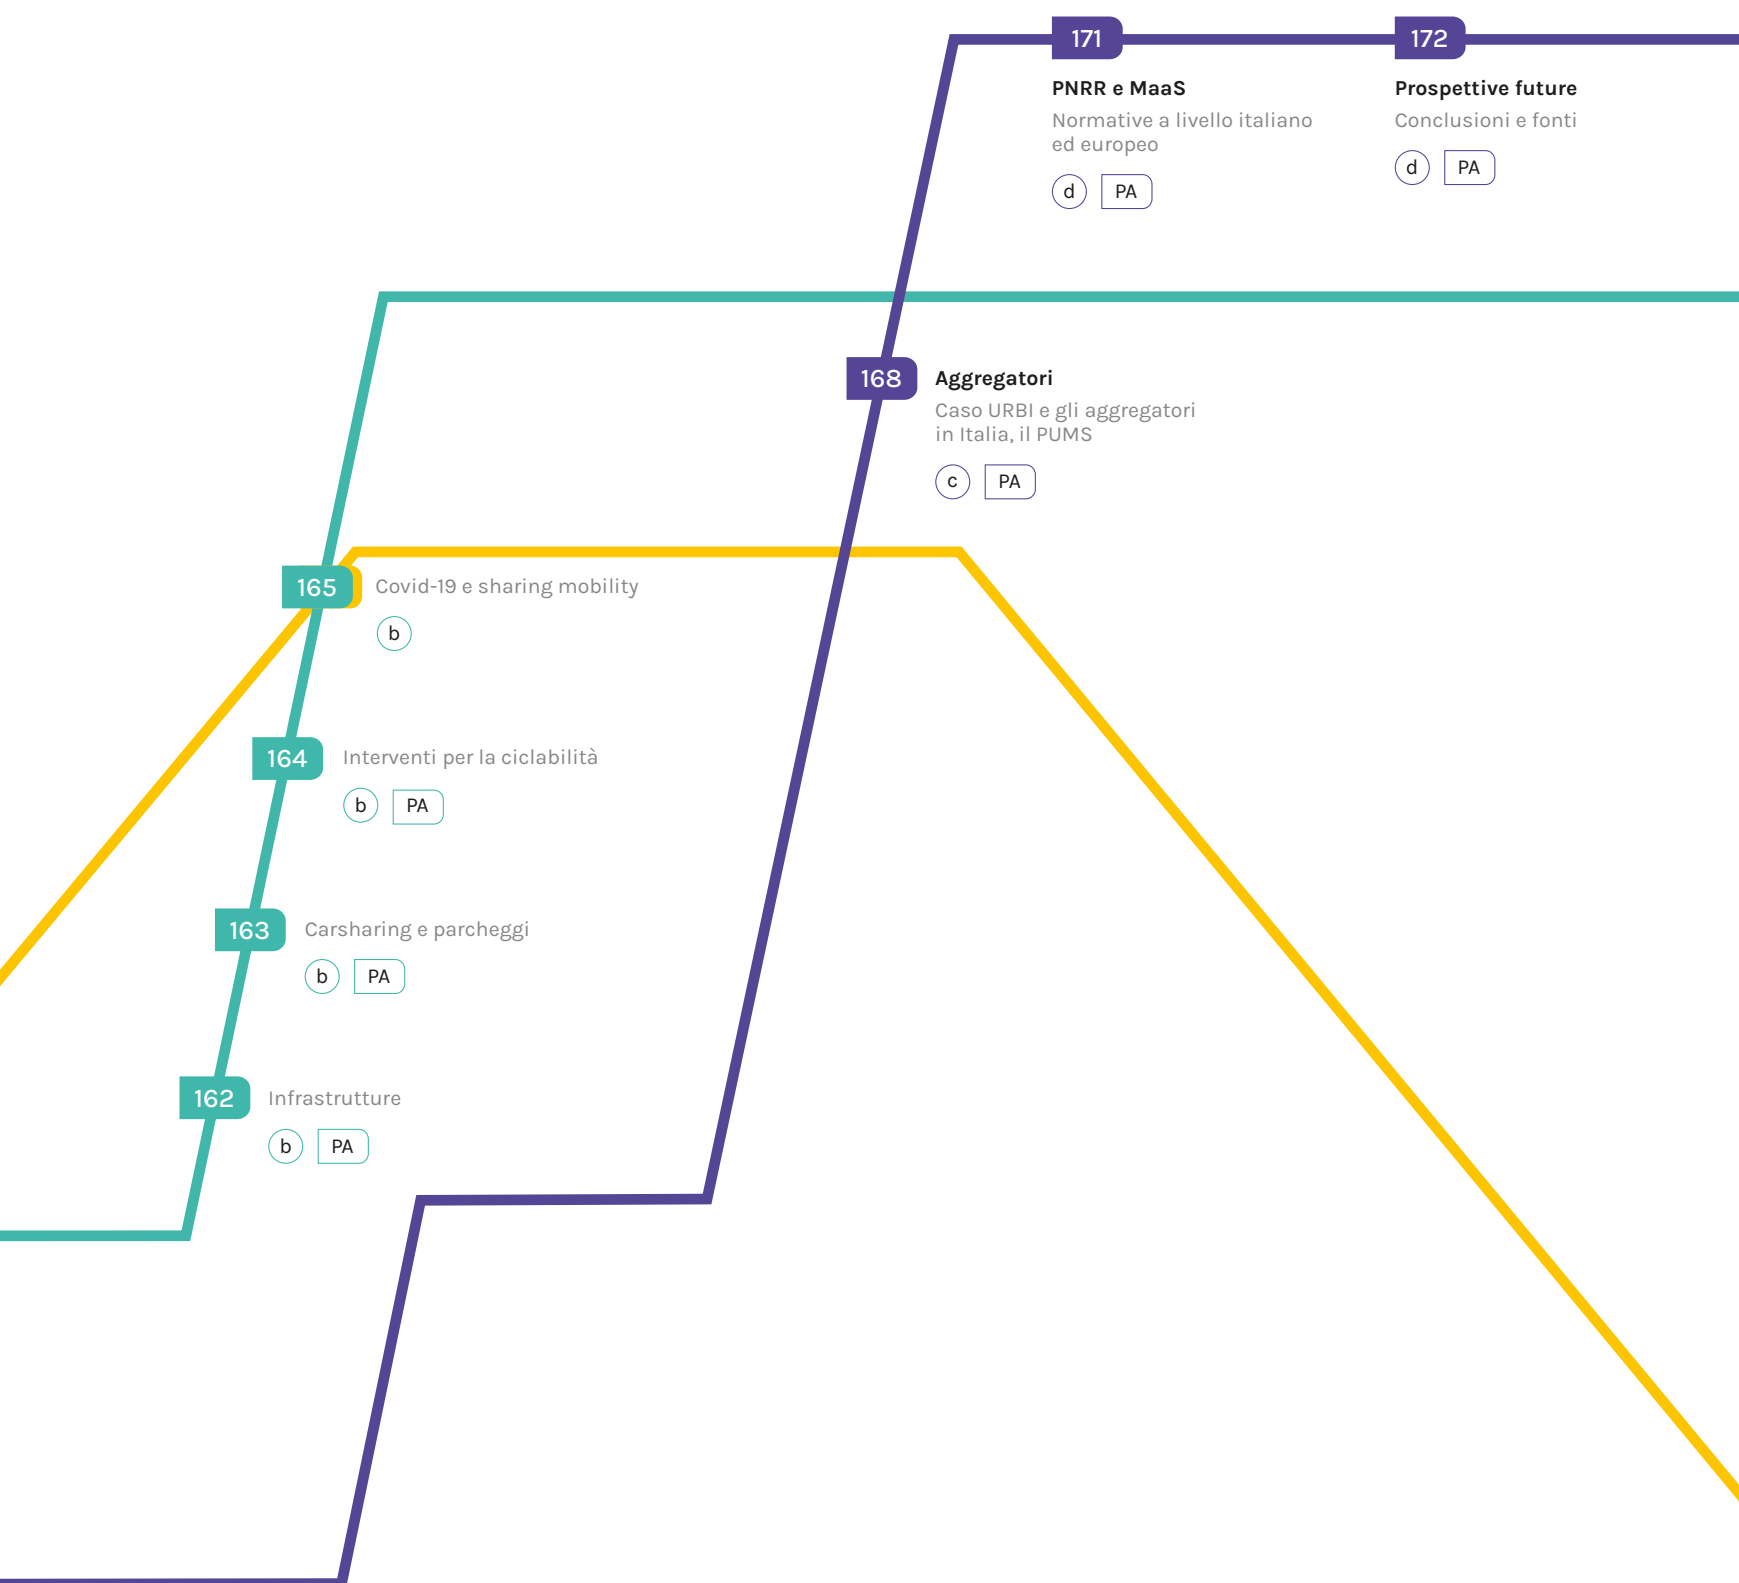 171
PNRR e MaaS
Normative a livello italiano
ed europeo
d PA
172
Prospettive future
Conclusioni e fonti
d PA
168
Aggregatori
Caso URBI e gli aggregatori
in Italia, il PUMS
c PA
165
Covid-19 e sharing mobility
b
164
Interventi per la ciclabilità
b PA
163
Carsharing e parcheggi
b PA
162
Infrastrutture
b PA